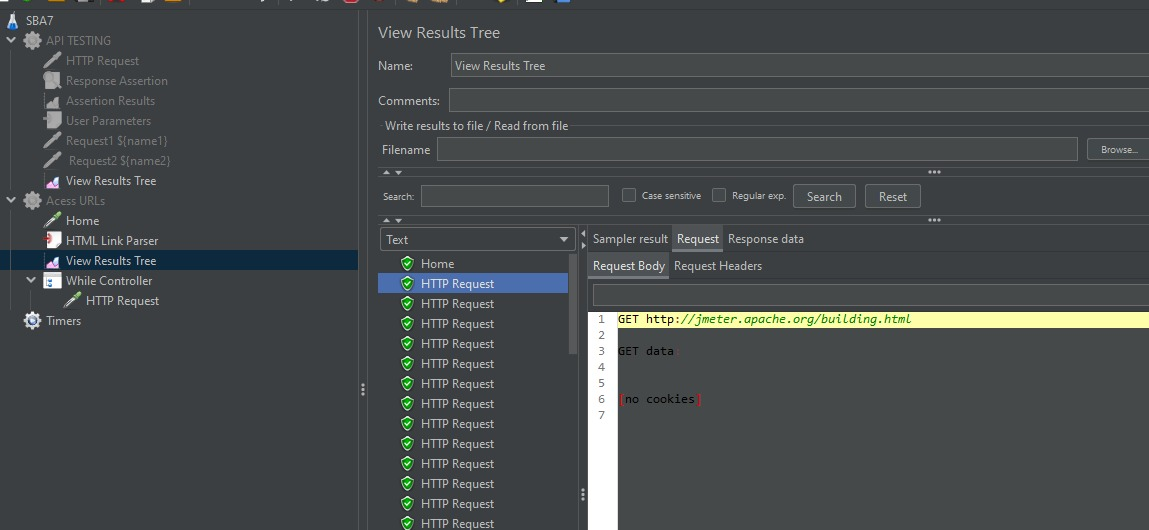 SBA7
API TESTING
HTTP Request
Response Assertion
Assertion Results
User Parameters
Request1 ${name1}
Request2 ${name2}
View Results Tree
Acess URLs
Home
HTML Link Parser
View Results Tree
While Controller
HTTP Request
Timers
View Results Tree
Name: View Results Tree
Comments:
Write results to file / Read from file
Filename Browse...
Search: Case sensitive Regular exp. Search Reset
Text
Home
HTTP Request
HTTP Request
HTTP Request
HTTP Request
HTTP Request
HTTP Request
HTTP Request
HTTP Request
HTTP Request
HTTP Request
HTTP Request
HTTP Request
HTTP Request
Sampler result Request Response data
Request Body Request Headers
1 GET http://jmeter.apache.org/building.html
2
3 GET data:
4
5
6 [no cookies]
7